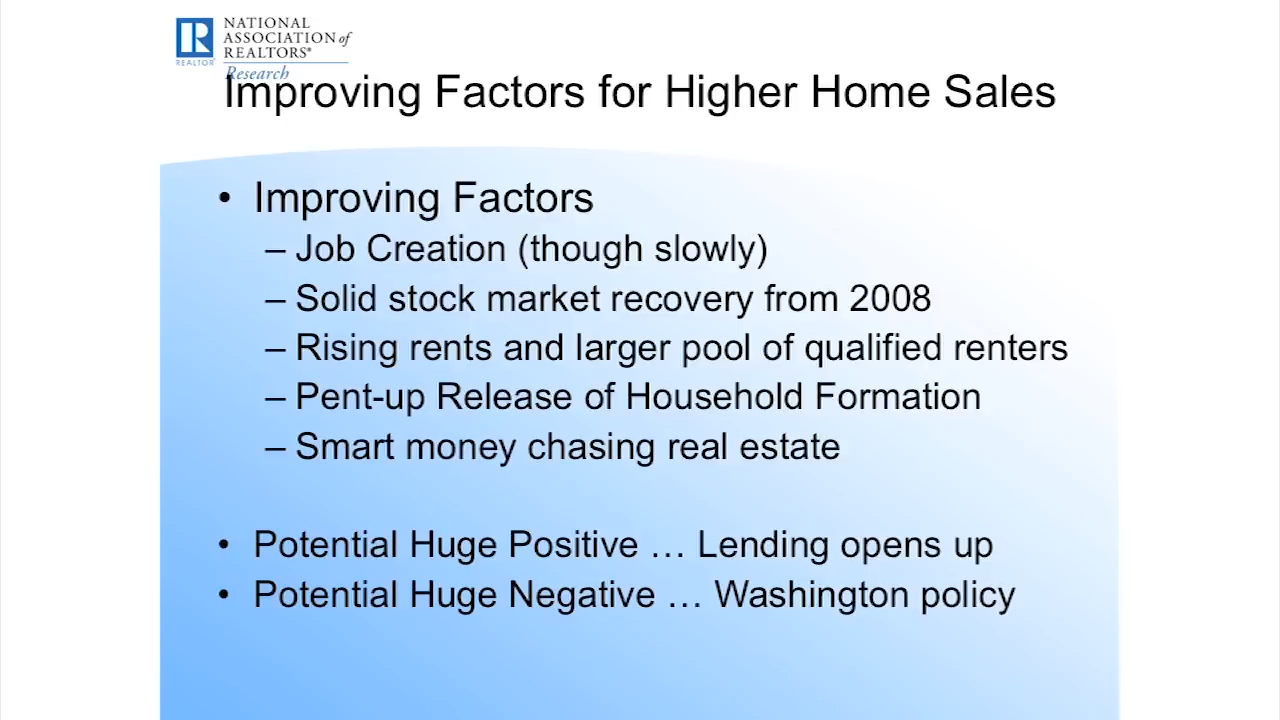 NATIONAL
ASSOCIATION of
REALTORS®
REALTOR
Research
Improving Factors for Higher Home Sales
• Improving Factors
– Job Creation (though slowly)
– Solid stock market recovery from 2008
– Rising rents and larger pool of qualified renters
– Pent-up Release of Household Formation
– Smart money chasing real estate
• Potential Huge Positive … Lending opens up
• Potential Huge Negative … Washington policy